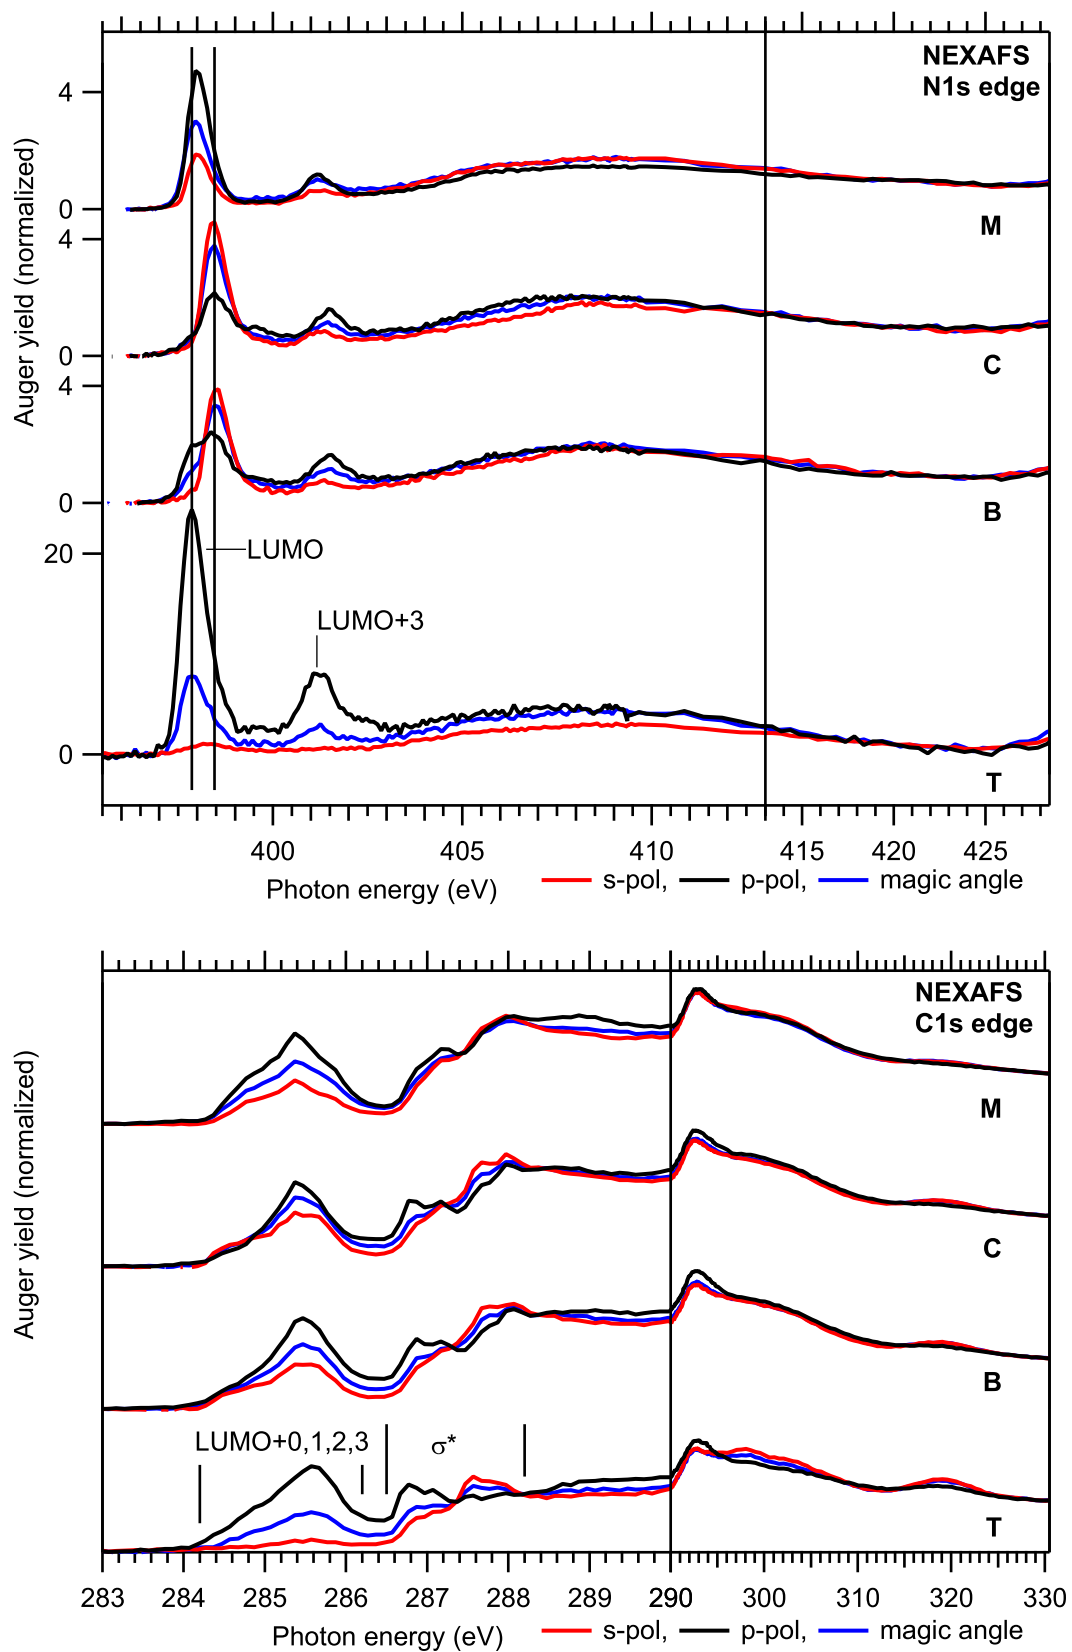 NEXAFS
N1s edge
Auger yield (normalized)
4
0
M
4
0
C
4
0
B
LUMO
20
LUMO+3
0
T
400 405 410 415 420 425
Photon energy (eV)
s-pol, p-pol, magic angle
NEXAFS
C1s edge
Auger yield (normalized)
M
C
B
LUMO+0,1,2,3 σ*
T
283 284 285 286 287 288 289 290 300 310 320 330
Photon energy (eV)
s-pol, p-pol, magic angle